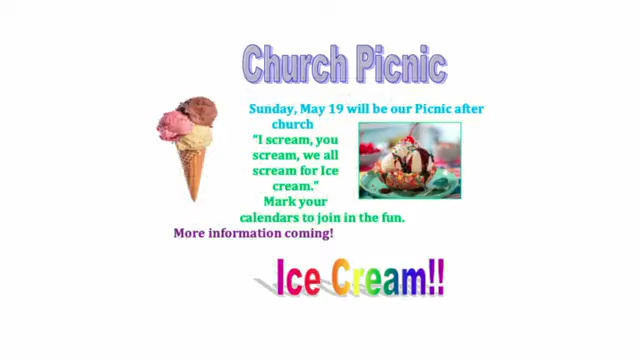 Church Picnic
Sunday, May 19 will be our Picnic after
church
“I scream, you
scream, we all
scream for Ice
cream.”
Mark your
calendars to join in the fun.
More information coming!
Ice Cream!!